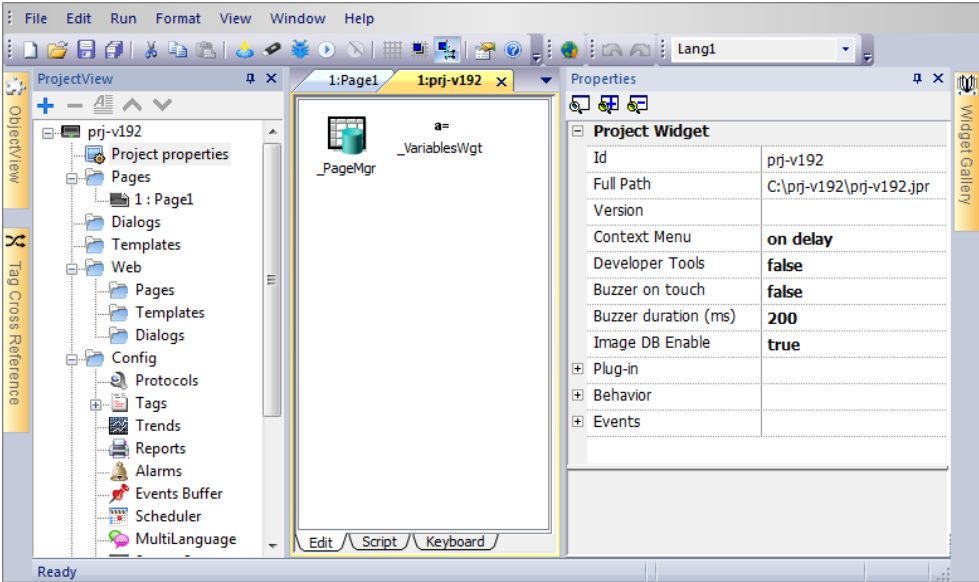 File Edit Run Format View Window Help
Lang1
ObjectView
Tag Cross Reference
ProjectView
prj-v192
Project properties
Pages
1 : Page1
Dialogs
Templates
Web
Pages
Templates
Dialogs
Config
Protocols
Tags
Trends
Reports
Alarms
Events Buffer
Scheduler
MultiLanguage
1:Page1 1:prj-v192
_PageMgr
a=
_VariablesWgt
Edit Script Keyboard
Properties
Project Widget
Id prj-v192
Full Path C:\prj-v192\prj-v192.jpr
Version
Context Menu on delay
Developer Tools false
Buzzer on touch false
Buzzer duration (ms) 200
Image DB Enable true
Plug-in
Behavior
Events
Widget Gallery
Ready